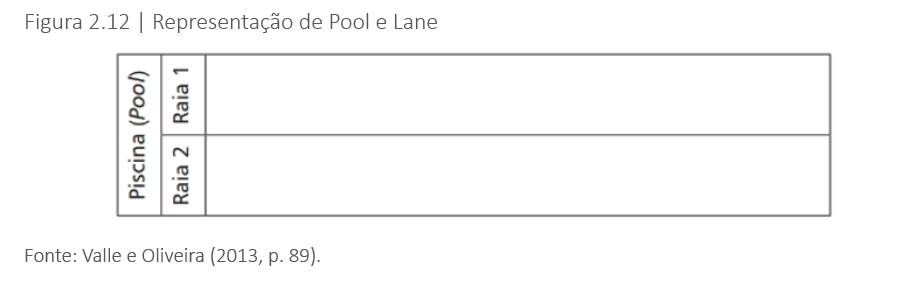 Figura 2.12 | Representação de Pool e Lane
Piscina (Pool)
Raia 1
Raia 2
Fonte: Valle e Oliveira (2013, p. 89).